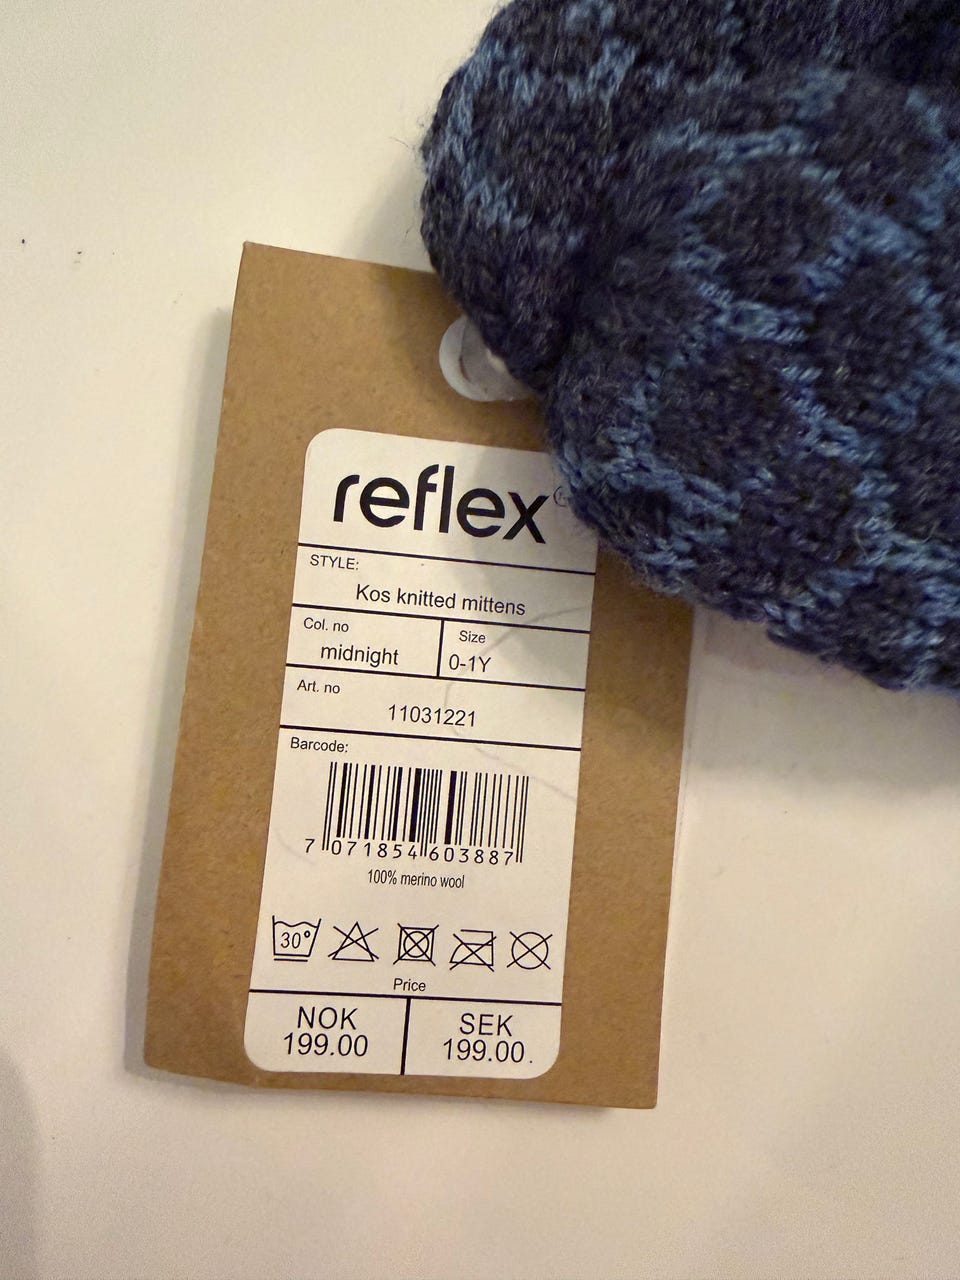 reflex
STYLE:
Kos knitted mittens
Col. no
midnight
Size
0-1Y
Art. no
11031221
Barcode:
7 071854 603887
100% merino wool
30°
Price
NOK
199.00
SEK
199.00.